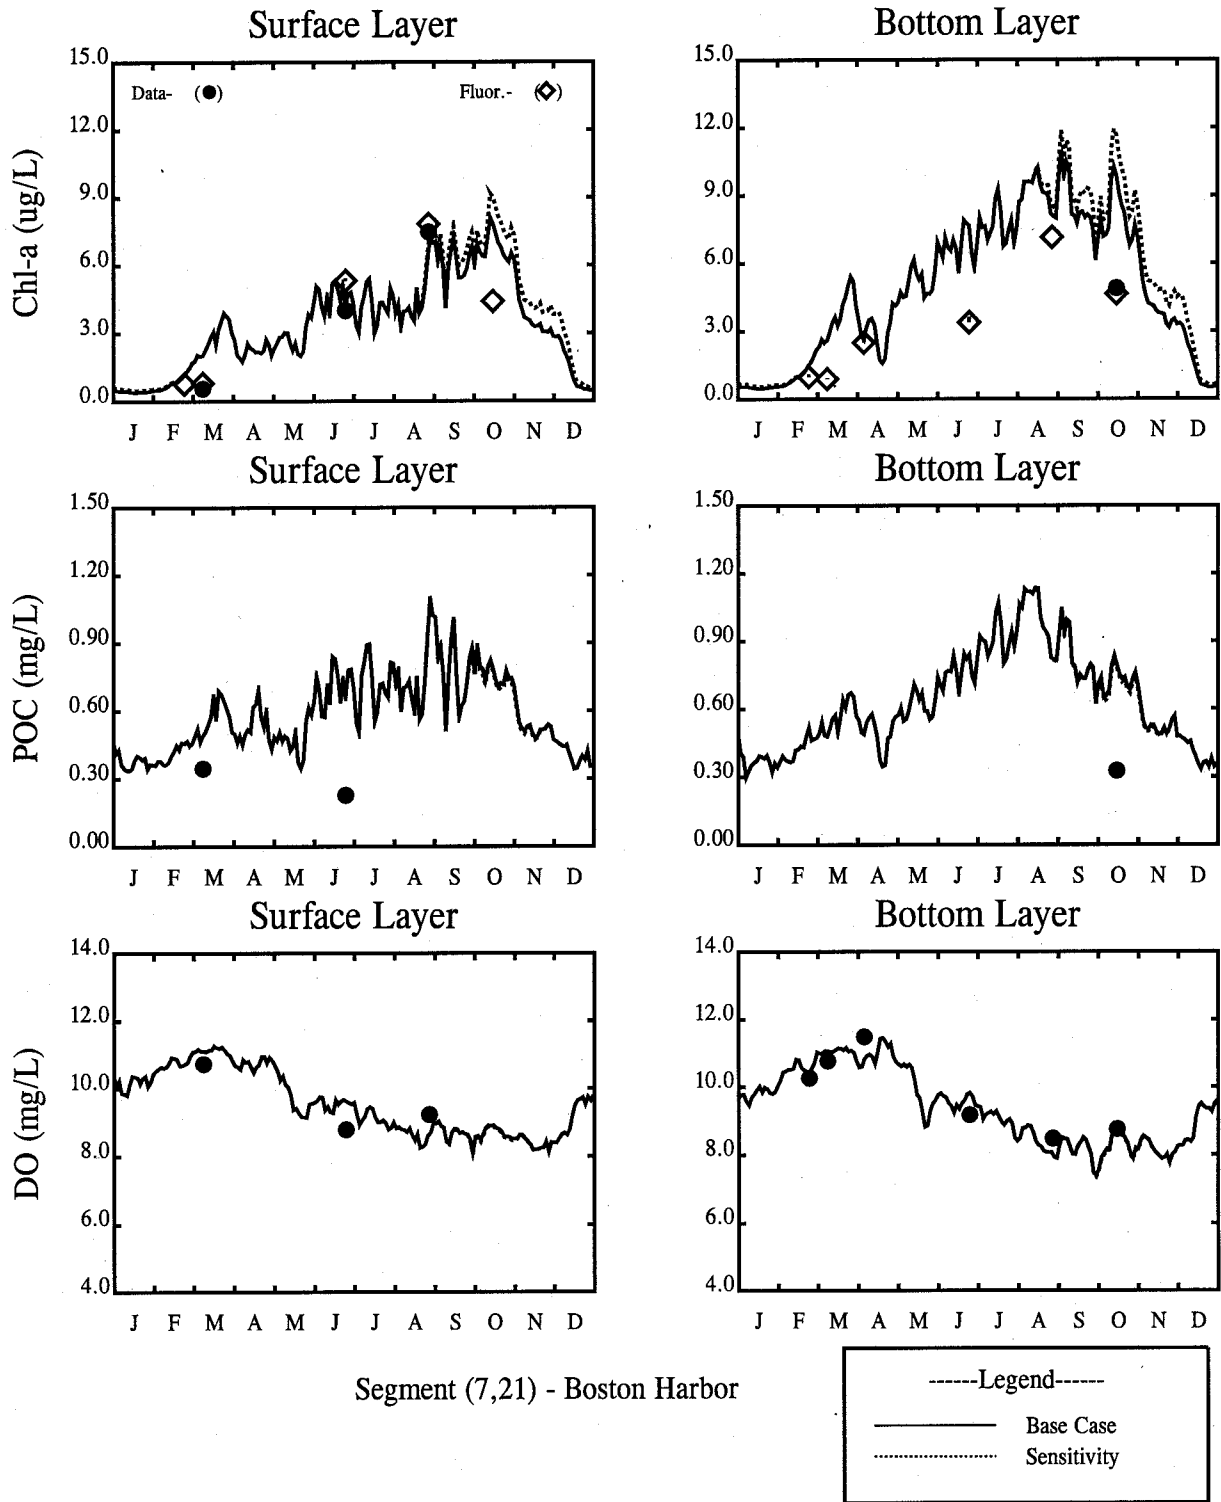 Surface Layer
Bottom Layer
Chl-a (ug/L)
15.0
12.0
9.0
6.0
3.0
0.0
Data- ( )
Fluor.- ( )
J F M A M J J A S O N D
15.0
12.0
9.0
6.0
3.0
0.0
J F M A M J J A S O N D
Surface Layer
Bottom Layer
POC (mg/L)
1.50
1.20
0.90
0.60
0.30
0.00
J F M A M J J A S O N D
1.50
1.20
0.90
0.60
0.30
0.00
J F M A M J J A S O N D
Surface Layer
Bottom Layer
DO (mg/L)
14.0
12.0
10.0
8.0
6.0
4.0
J F M A M J J A S O N D
14.0
12.0
10.0
8.0
6.0
4.0
J F M A M J J A S O N D
Segment (7,21) - Boston Harbor
------Legend------
Base Case
Sensitivity